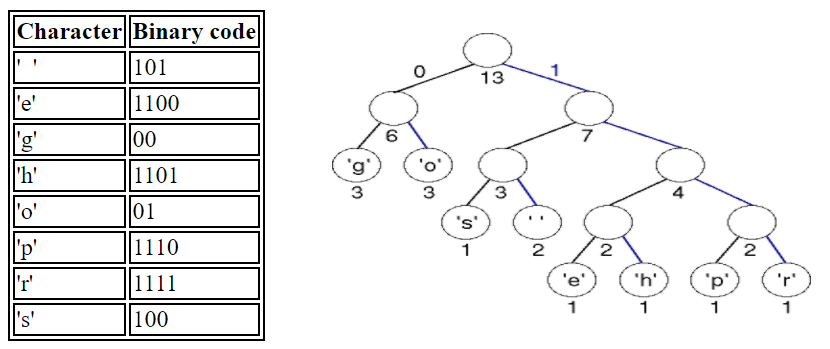 Character Binary code
' ' 101
'e' 1100
'g' 00
'h' 1101
'o' 01
'p' 1110
'r' 1111
's' 100
0 1
13
6 7
'g' 'o'
3 3 3 4
's' ' '
1 2 2 2
'e' 'h' 'p' 'r'
1 1 1 1